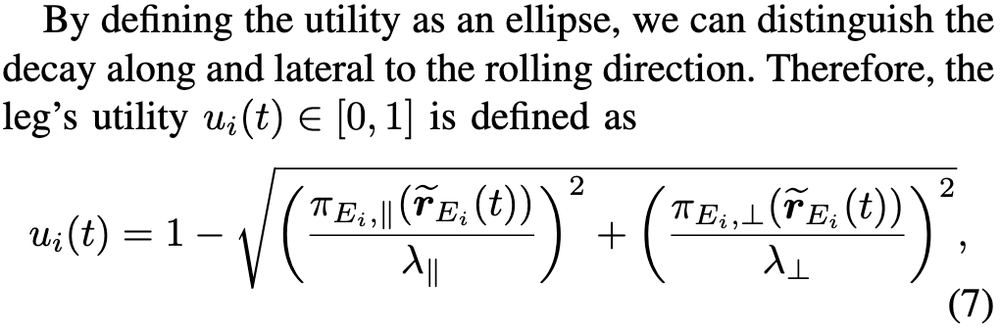 By defining the utility as an ellipse, we can distinguish the
decay along and lateral to the rolling direction. Therefore, the
leg's utility $u_i(t) \in [0, 1]$ is defined as
$u_i(t) = 1 - \sqrt{\left(\frac{\pi_{E_i,\parallel}(\widetilde{\boldsymbol{r}}_{E_i}(t))}{\lambda_{\parallel}}\right)^2 + \left(\frac{\pi_{E_i,\perp}(\widetilde{\boldsymbol{r}}_{E_i}(t))}{\lambda_{\perp}}\right)^2},$
(7)